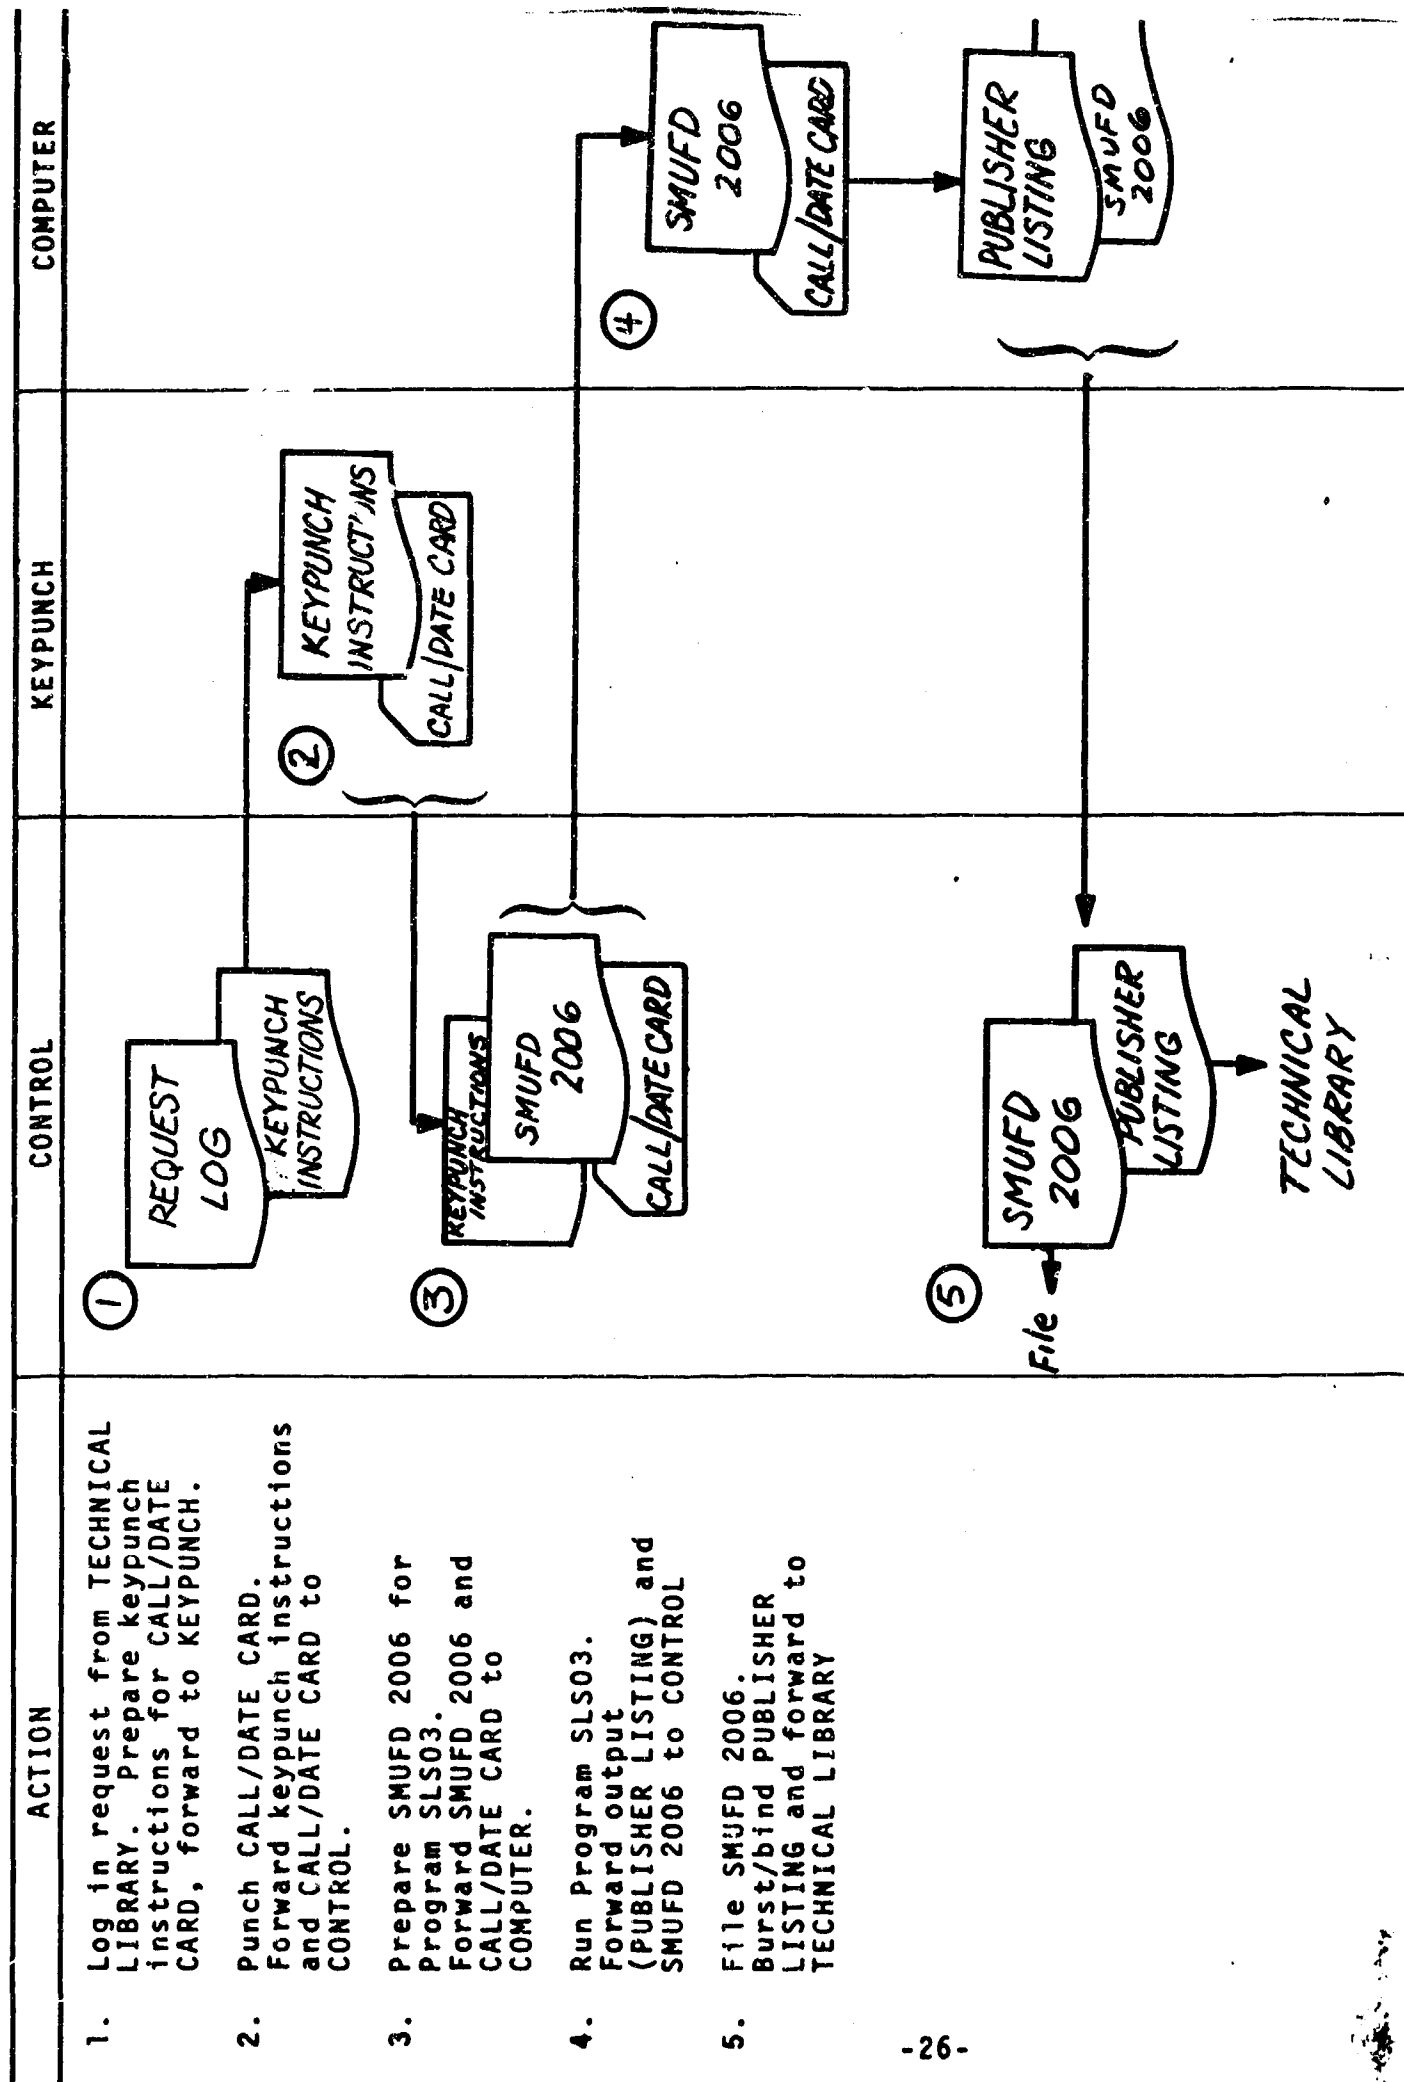 ACTION
CONTROL
KEYPUNCH
COMPUTER
1. Log in request from TECHNICAL
LIBRARY. Prepare keypunch
instructions for CALL/DATE
CARD, forward to KEYPUNCH.
2. Punch CALL/DATE CARD.
Forward keypunch instructions
and CALL/DATE CARD to
CONTROL.
3. Prepare SMUFD 2006 for
Program SLS03.
Forward SMUFD 2006 and
CALL/DATE CARD to
COMPUTER.
4. Run Program SLS03.
Forward output
(PUBLISHER LISTING) and
SMUFD 2006 to CONTROL
5. File SMUFD 2006.
Burst/bind PUBLISHER
LISTING and forward to
TECHNICAL LIBRARY
1
REQUEST
LOG
KEYPUNCH
INSTRUCTIONS
2
KEYPUNCH
INSTRUCT'INS
CALL/DATE CARD
3
KEYPUNCH
INSTRUCTIONS
SMUFD
2006
CALL/DATE CARD
4
SMUFD
2006
CALL/DATE CARD
PUBLISHER
LISTING
SMUFD
2006
5
File
SMUFD
2006
PUBLISHER
LISTING
TECHNICAL
LIBRARY
-26-